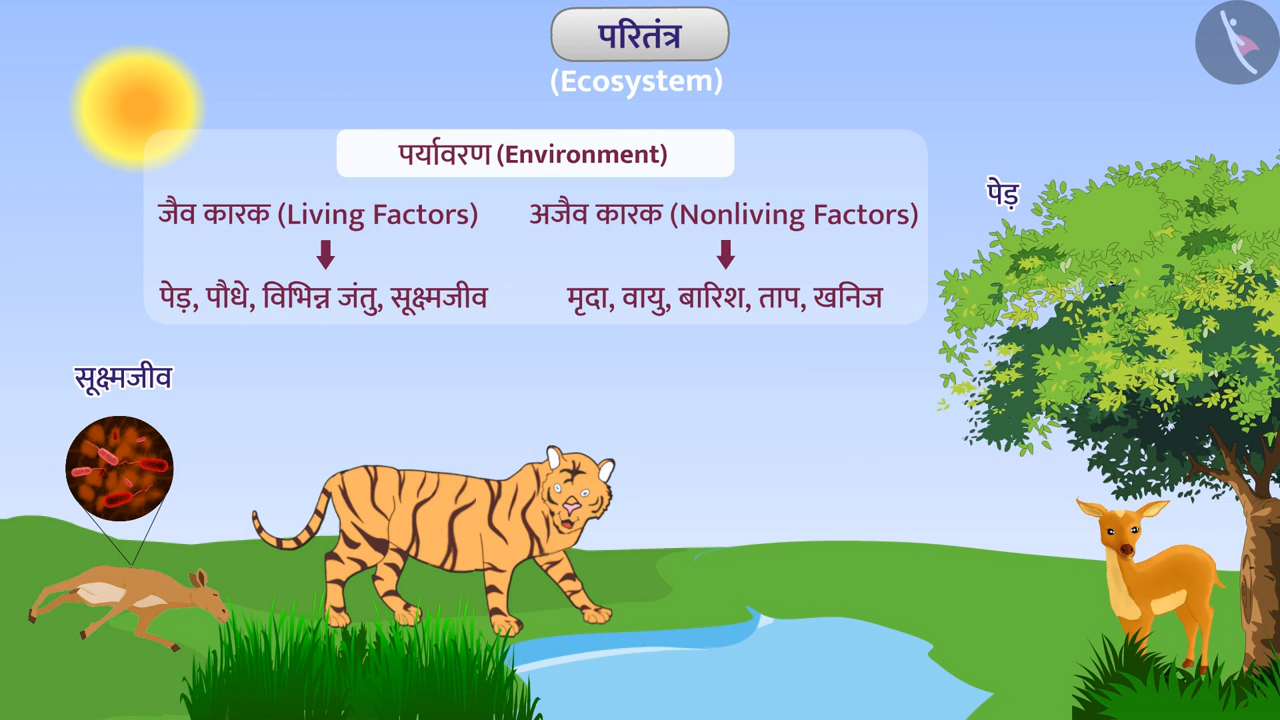 परितंत्र
(Ecosystem)
पर्यावरण (Environment)
जैव कारक (Living Factors)
अजैव कारक (Nonliving Factors)
पेड़, पौधे, विभिन्न जंतु, सूक्ष्मजीव
मृदा, वायु, बारिश, ताप, खनिज
पेड़
सूक्ष्मजीव